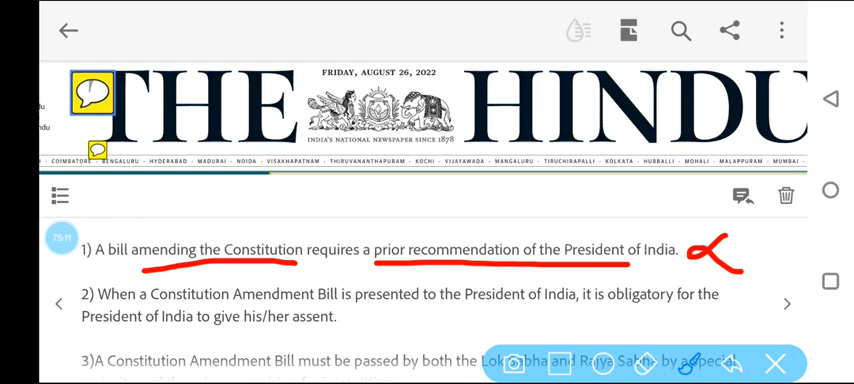 FRIDAY, AUGUST 26, 2022
THE HINDU
INDIA'S NATIONAL NEWSPAPER SINCE 1878
COIMBATORE · BENGALURU · HYDERABAD · MADURAI · NOIDA · VISAKHAPATNAM · THIRUVANANTHAPURAM · KOCHI · VIJAYAWADA · MANGALURU · TIRUCHIRAPALLI · KOLKATA · HUBBALLI · MOHALI · MALAPPURAM · MUMBAI ·
75:11
1) A bill amending the Constitution requires a prior recommendation of the President of India.
2) When a Constitution Amendment Bill is presented to the President of India, it is obligatory for the
President of India to give his/her assent.
3)A Constitution Amendment Bill must be passed by both the Lok Sabha and Rajya Sabha by a special